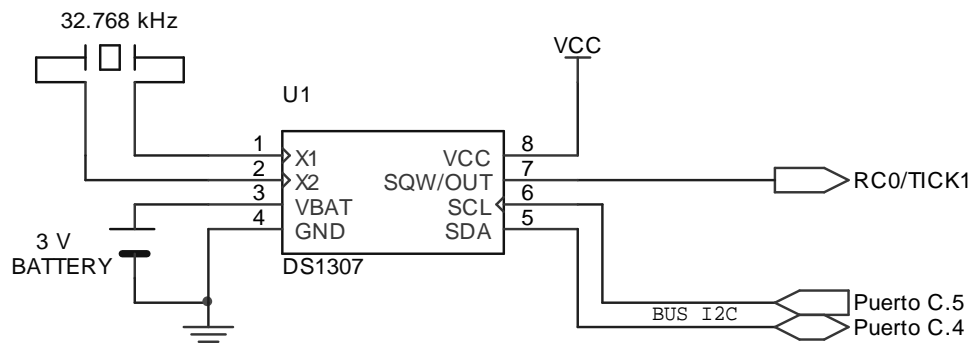 32.768 kHz
VCC
U1
1
X1
2
X2
3
VBAT
4
GND
VCC
8
SQW/OUT
7
SCL
6
SDA
5
RC0/TICK1
3 V
BATTERY
DS1307
BUS I2C
Puerto C.5
Puerto C.4